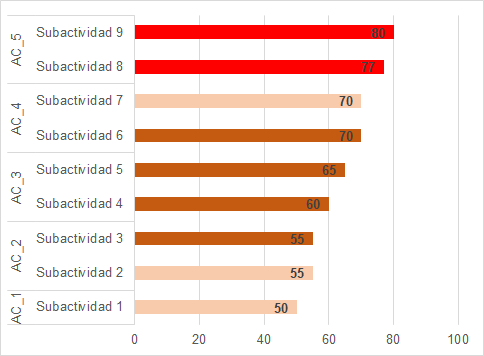 AC_5
Subactividad 9
80
Subactividad 8
77
AC_4
Subactividad 7
70
Subactividad 6
70
AC_3
Subactividad 5
65
Subactividad 4
60
AC_2
Subactividad 3
55
Subactividad 2
55
AC_1
Subactividad 1
50
0 20 40 60 80 100